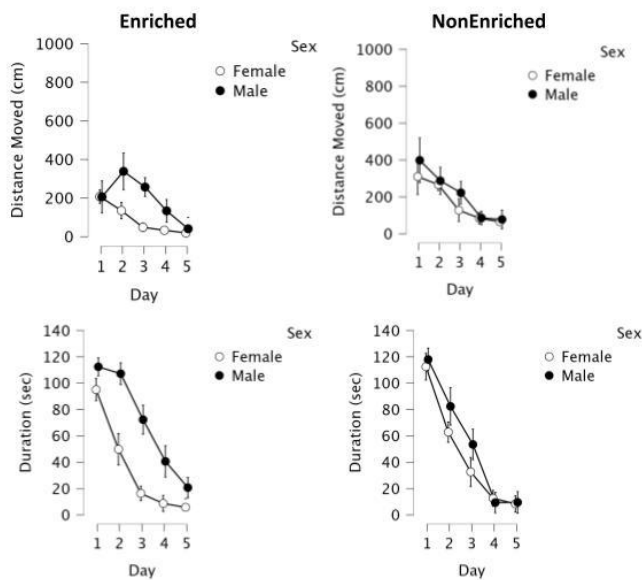 Enriched
NonEnriched
Sex
Female
Male
1000
800
600
400
200
0
Distance Moved (cm)
1 2 3 4 5
Day
Sex
Female
Male
1000
800
600
400
200
0
Distance Moved (cm)
1 2 3 4 5
Day
Sex
Female
Male
140
120
100
80
60
40
20
0
Duration (sec)
1 2 3 4 5
Day
Sex
Female
Male
140
120
100
80
60
40
20
0
Duration (sec)
1 2 3 4 5
Day